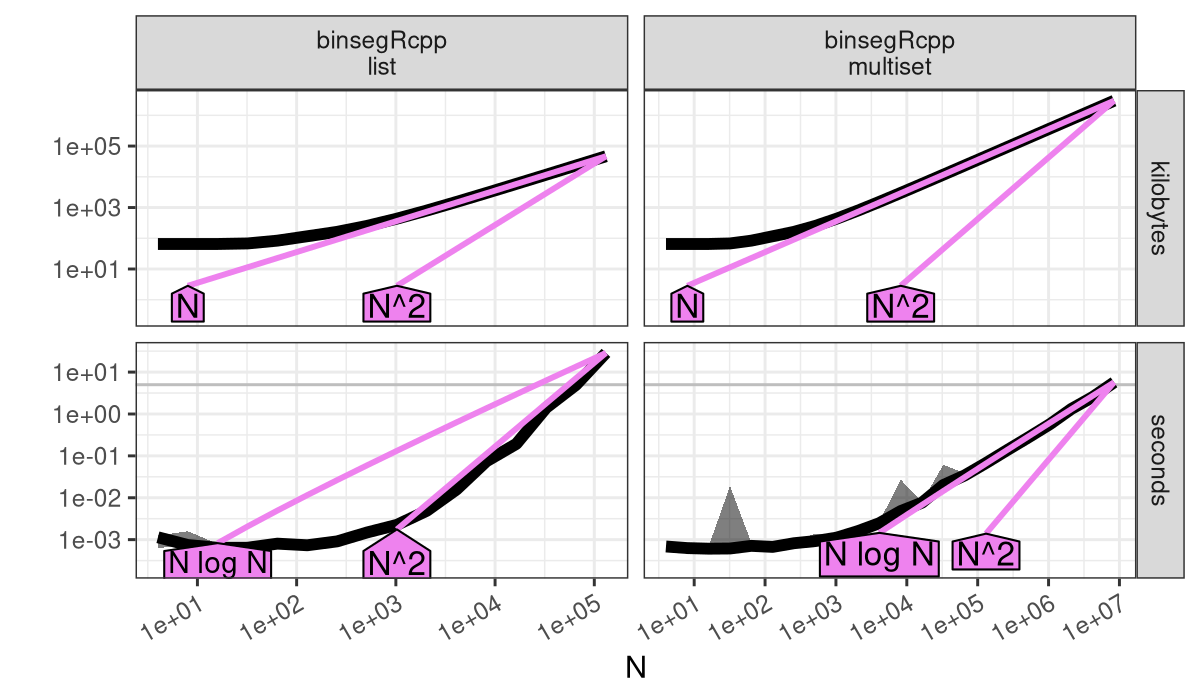 binsegRcpp
list
binsegRcpp
multiset
1e+05
1e+03
1e+01
N
N^2
N
N^2
kilobytes
1e+01
1e+00
1e-01
1e-02
1e-03
N log N
N^2
N log N
N^2
seconds
1e+01
1e+02
1e+03
1e+04
1e+05
1e+01
1e+02
1e+03
1e+04
1e+05
1e+06
1e+07
N